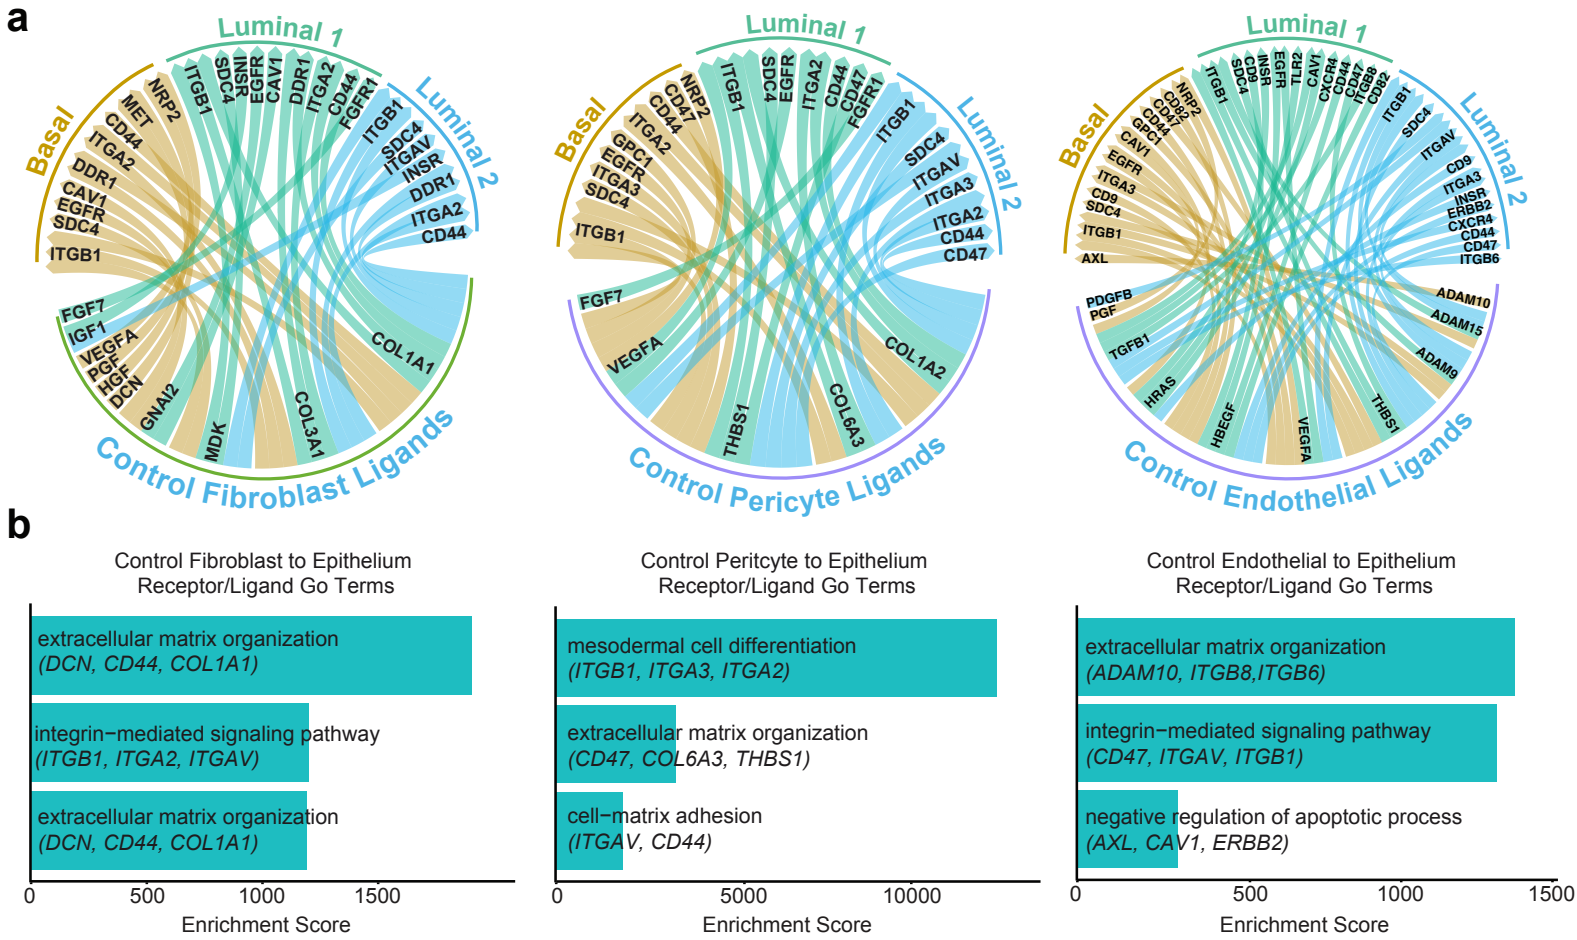 a
Luminal 1
Basal
Luminal 2
NRP2
MET
CD44
ITGA2
DDR1
CAV1
EGFR
SDC4
ITGB1
ITGB1
SDC4
INSR
EGFR
CAV1
DDR1
ITGA2
CD44
FGFR1
ITGB1
SDC4
ITGAV
INSR
DDR1
ITGA2
CD44
FGF7
IGF1
VEGFA
PGF
HGF
DCN
GNAI2
MDK
COL3A1
COL1A1
Control Fibroblast Ligands
Luminal 1
Basal
Luminal 2
NRP2
CD47
CD44
ITGA2
GPC1
EGFR
ITGA3
SDC4
ITGB1
ITGB1
SDC4
EGFR
ITGA2
CD44
CD47
FGFR1
ITGB1
SDC4
ITGAV
ITGA3
ITGA2
CD44
CD47
FGF7
VEGFA
THBS1
COL6A3
COL1A2
Control Pericyte Ligands
Luminal 1
Basal
Luminal 2
NRP2
CD82
CD47
CD44
GPC1
CAV1
EGFR
ITGA3
CD9
SDC4
ITGB1
AXL
ITGB1
SDC4
CD9
INSR
EGFR
TLR2
CAV1
CXCR4
CD44
CD47
ITGB8
CD82
ITGB1
SDC4
ITGAV
CD9
ITGA3
INSR
ERBB2
CXCR4
CD44
CD47
ITGB6
PDGFB
PGF
TGFB1
HRAS
HBEGF
VEGFA
THBS1
ADAM9
ADAM15
ADAM10
Control Endothelial Ligands
b
Control Fibroblast to Epithelium
Receptor/Ligand Go Terms
extracellular matrix organization
(DCN, CD44, COL1A1)
integrin−mediated signaling pathway
(ITGB1, ITGA2, ITGAV)
extracellular matrix organization
(DCN, CD44, COL1A1)
0 500 1000 1500
Enrichment Score
Control Peritcyte to Epithelium
Receptor/Ligand Go Terms
mesodermal cell differentiation
(ITGB1, ITGA3, ITGA2)
extracellular matrix organization
(CD47, COL6A3, THBS1)
cell−matrix adhesion
(ITGAV, CD44)
0 5000 10000
Enrichment Score
Control Endothelial to Epithelium
Receptor/Ligand Go Terms
extracellular matrix organization
(ADAM10, ITGB8,ITGB6)
integrin−mediated signaling pathway
(CD47, ITGAV, ITGB1)
negative regulation of apoptotic process
(AXL, CAV1, ERBB2)
0 500 1000 1500
Enrichment Score